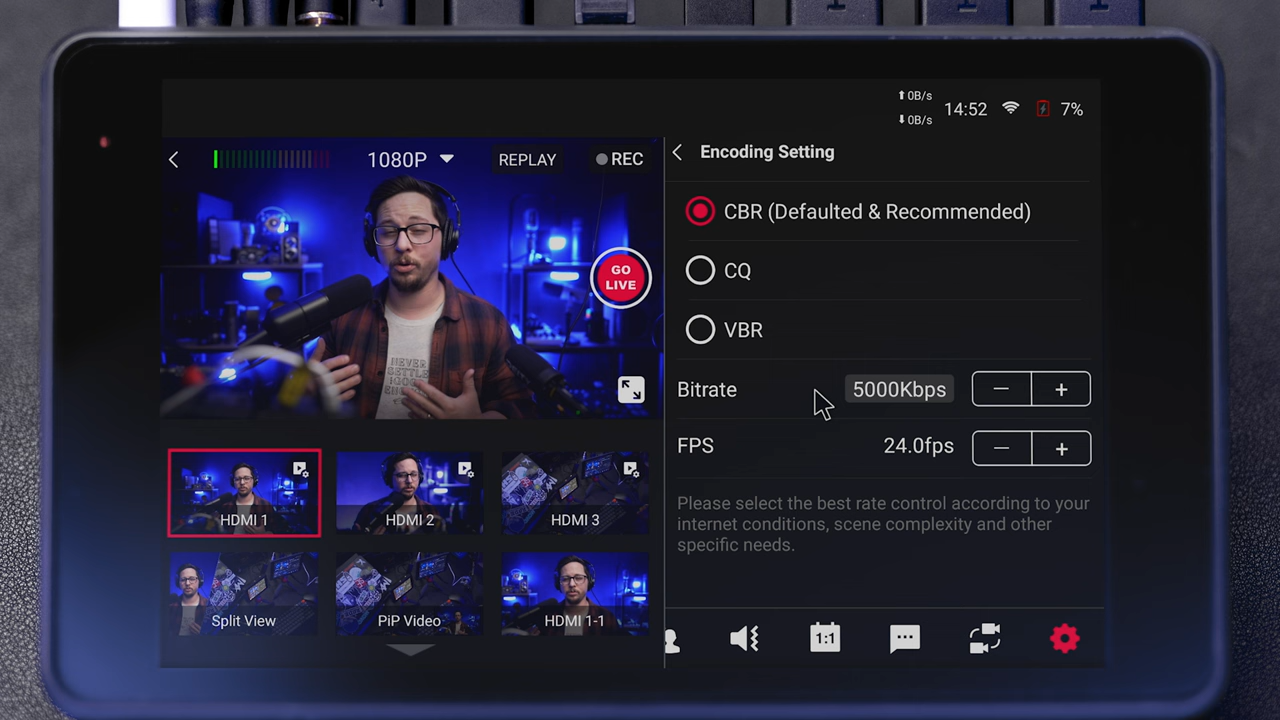 0B/s
0B/s
14:52
7%
1080P
REPLAY
REC
GO
LIVE
NEVER
SETTLE
HDMI 1
HDMI 2
HDMI 3
Split View
PiP Video
HDMI 1-1
Encoding Setting
CBR (Defaulted & Recommended)
CQ
VBR
Bitrate 5000Kbps − +
FPS 24.0fps − +
Please select the best rate control according to your
internet conditions, scene complexity and other
specific needs.
1:1